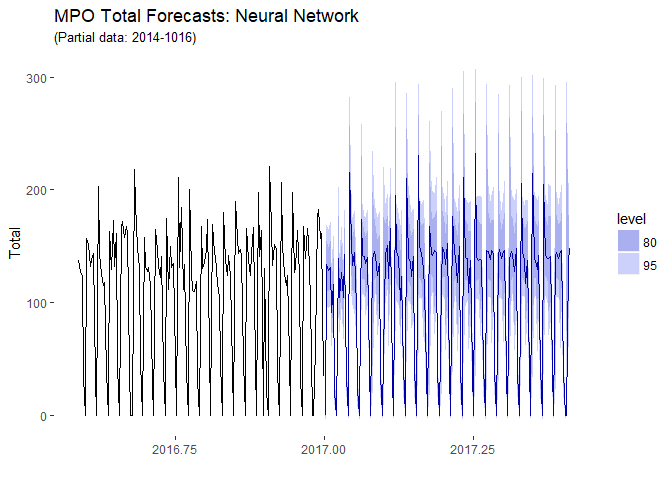 MPO Total Forecasts: Neural Network
(Partial data: 2014-1016)
300
200
100
0
Total
2016.75
2017.00
2017.25
level
80
95